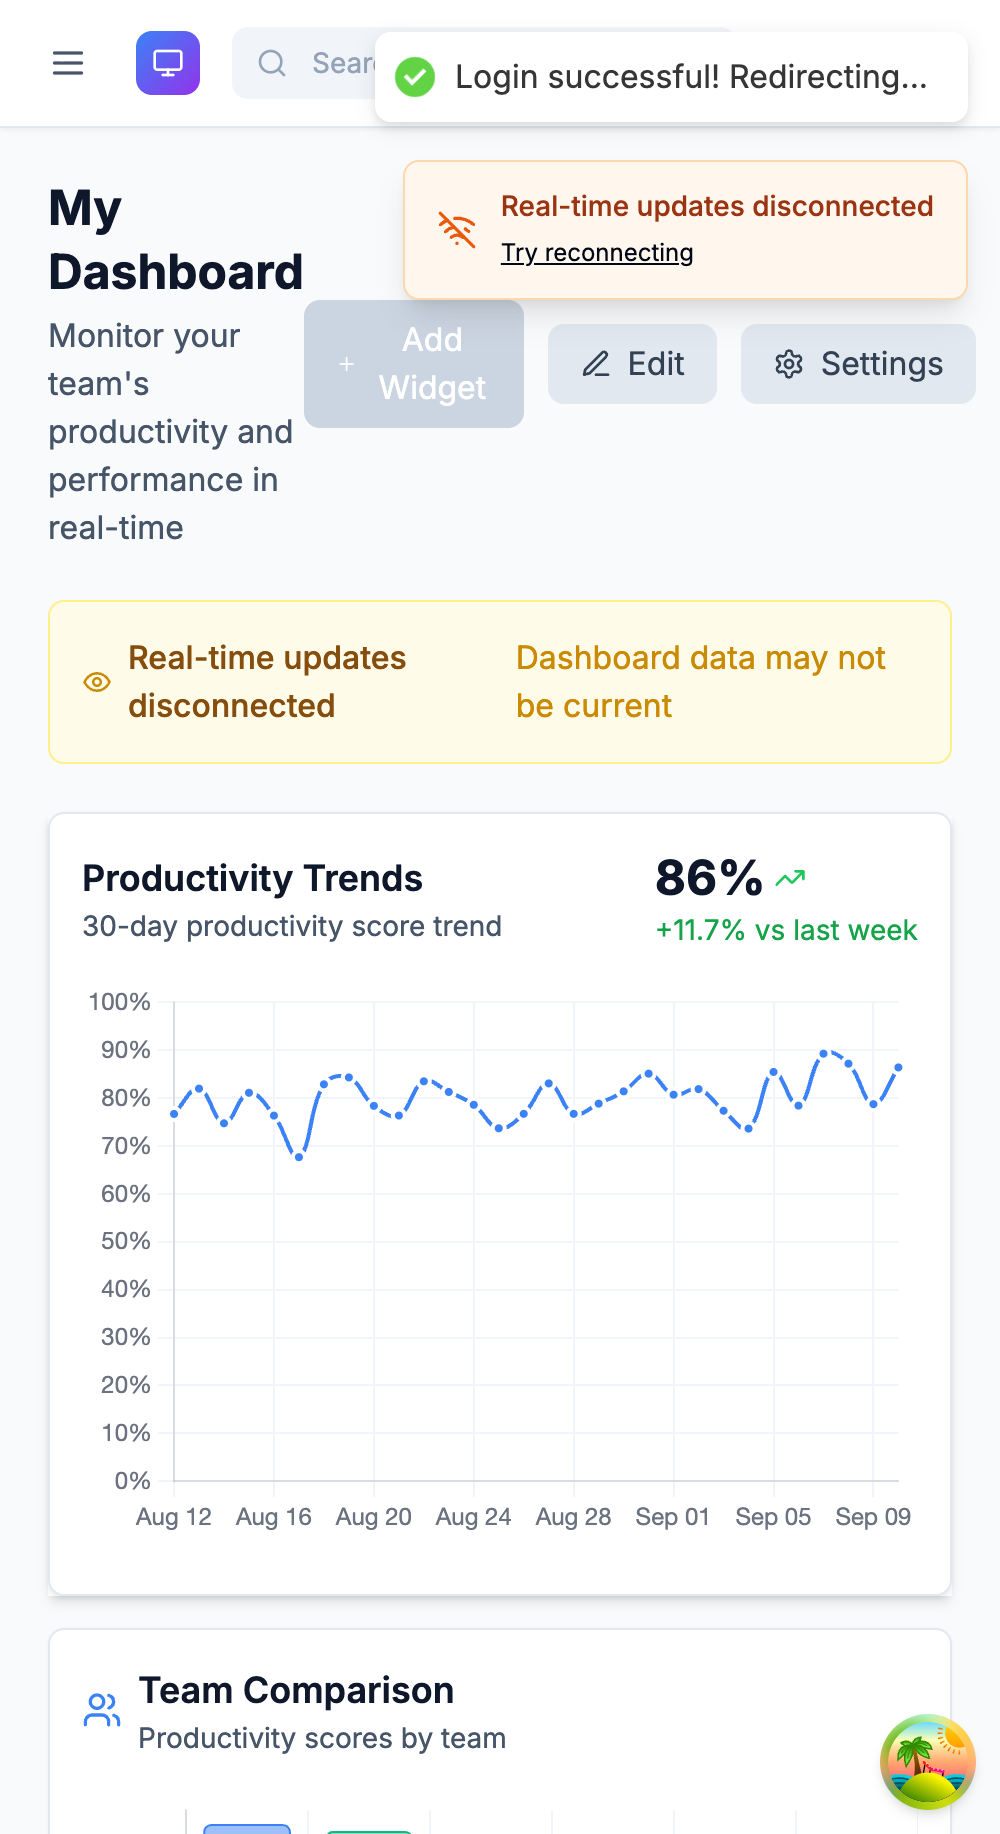 Sear
Login successful! Redirecting...
Real-time updates disconnected
Try reconnecting
My
Dashboard
Monitor your
team's
productivity and
performance in
real-time
Add
Widget
Edit
Settings
Real-time updates
disconnected
Dashboard data may not
be current
Productivity Trends
30-day productivity score trend
86%
+11.7% vs last week
100%
90%
80%
70%
60%
50%
40%
30%
20%
10%
0%
Aug 12 Aug 16 Aug 20 Aug 24 Aug 28 Sep 01 Sep 05 Sep 09
Team Comparison
Productivity scores by team